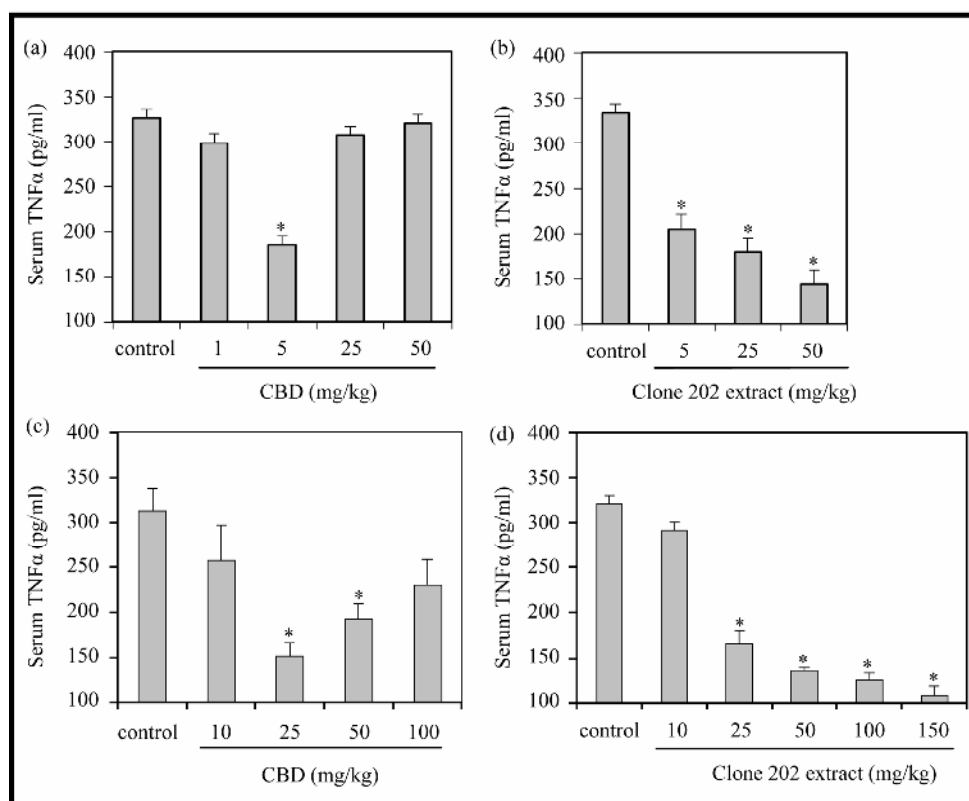 (a)
Serum TNFα (pg/ml)
400
350
300
250
200
150
100
*
control 1 5 25 50
CBD (mg/kg)
(b)
Serum TNFα (pg/ml)
400
350
300
250
200
150
100
* * *
control 5 25 50
Clone 202 extract (mg/kg)
(c)
Serum TNFα (pg/ml)
400
350
300
250
200
150
100
* *
control 10 25 50 100
CBD (mg/kg)
(d)
Serum TNFα (pg/ml)
400
350
300
250
200
150
100
* * * *
control 10 25 50 100 150
Clone 202 extract (mg/kg)